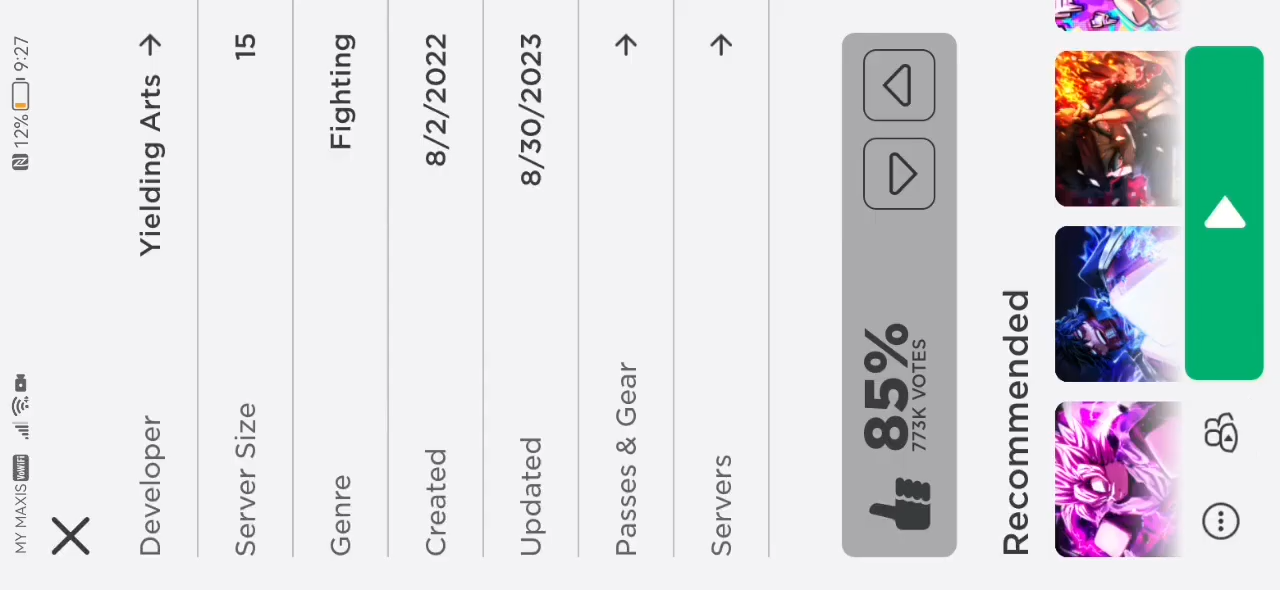 MY MAXIS VoWiFi 12% 9:27
Developer Yielding Arts →
Server Size 15
Genre Fighting
Created 8/2/2022
Updated 8/30/2023
Passes & Gear →
Servers →
85%
773K VOTES
Recommended